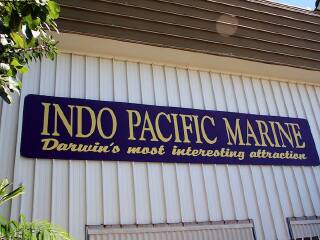 INDO PACIFIC MARINE
Darwin's most interesting attraction